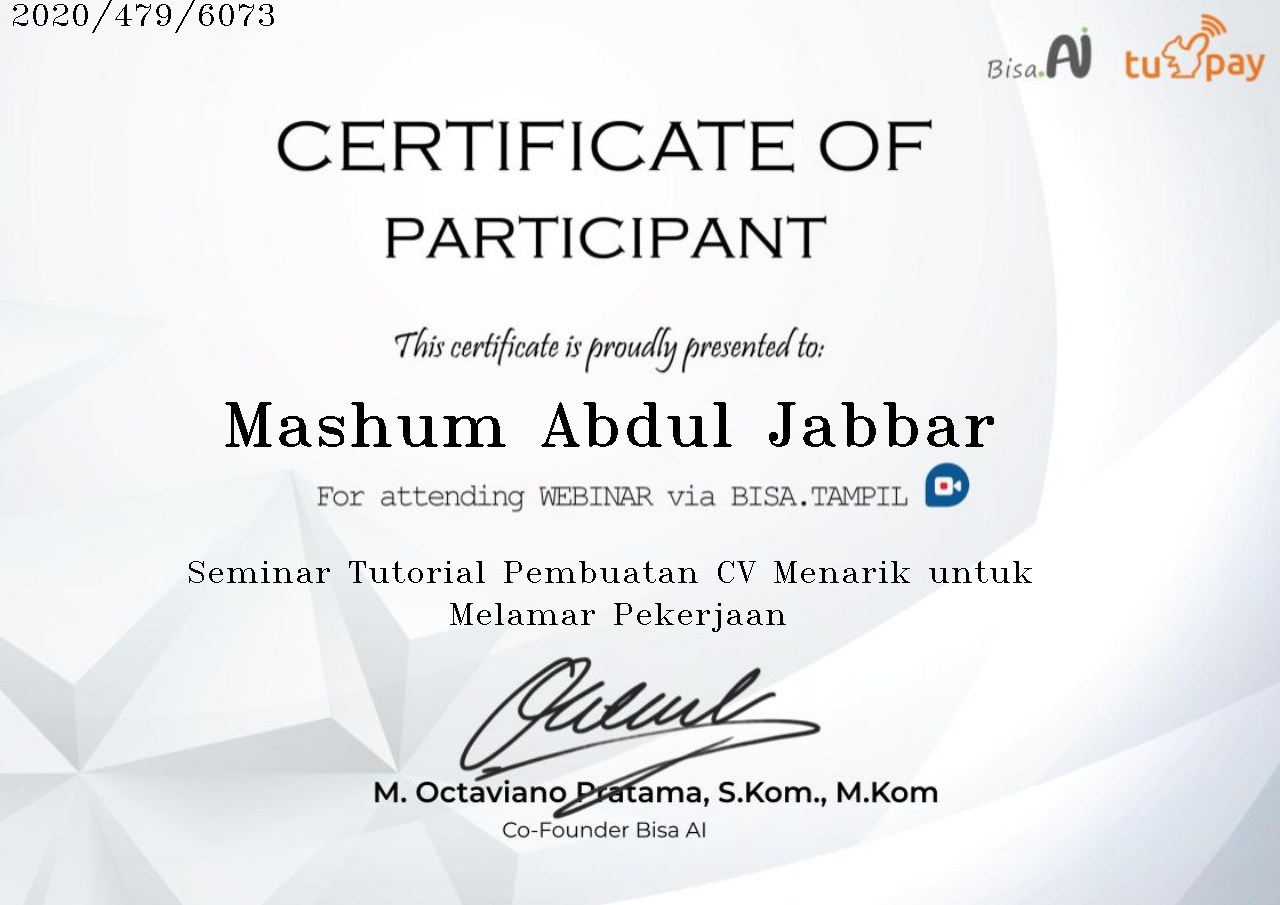 2020/479/6073
Bisa.AI
tupay
CERTIFICATE OF
PARTICIPANT
This certificate is proudly presented to:
Mashum Abdul Jabbar
For attending WEBINAR via BISA.TAMPIL
Seminar Tutorial Pembuatan CV Menarik untuk
Melamar Pekerjaan
M. Octaviano Pratama, S.Kom., M.Kom
Co-Founder Bisa AI